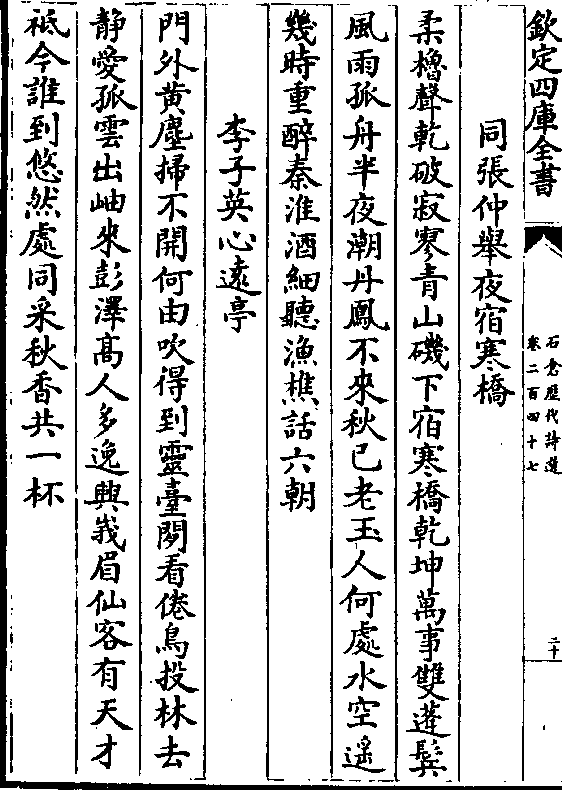 欽定四庫全書
石倉歷代詩選
卷二百四十七
二十
同張仲舉夜宿寒橋
柔櫓聲乾破寂寥青山磯下宿寒橋乾坤萬事雙蓬鬢
風雨孤舟半夜潮丹鳳不來秋已老玉人何處水空遥
幾時重醉秦淮酒細聽漁樵話六朝
李子英心遠亭
門外黄塵掃不開何由吹得到靈臺閒看倦鳥投林去
静愛孤雲出岫來彭澤髙人多逸興峩眉仙客有天才
祗今誰到悠然處同采秋香共一杯